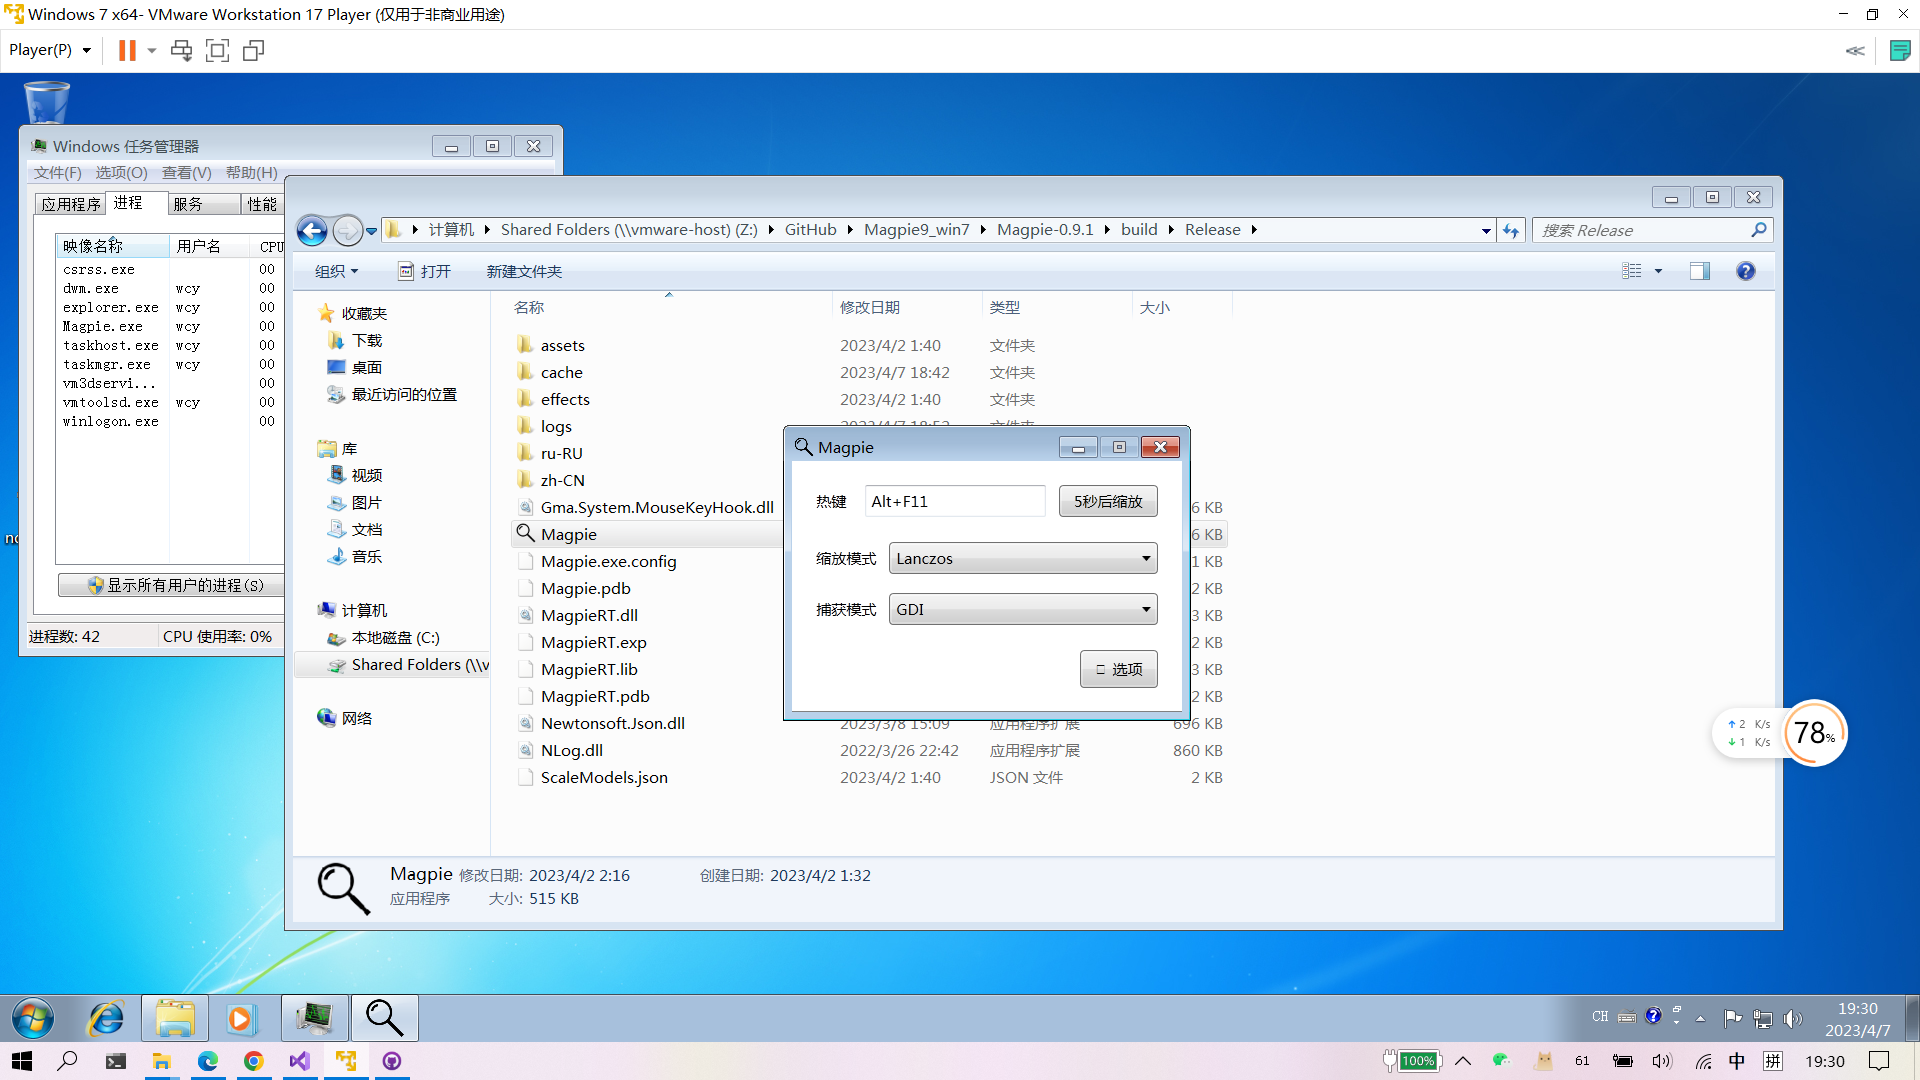 Windows 7 x64- VMware Workstation 17 Player (仅用于非商业用途)
Player(P)
Windows 任务管理器
文件(F) 选项(O) 查看(V) 帮助(H)
应用程序 进程 服务 性能
映像名称 用户名 CPU
csrss.exe 00
dwm.exe wcy 00
explorer.exe wcy 00
Magpie.exe wcy 00
taskhost.exe wcy 00
taskmgr.exe wcy 00
vm3dservi... 00
vmtoolsd.exe wcy 00
winlogon.exe 00
显示所有用户的进程(S)
进程数: 42 CPU 使用率: 0%
计算机 Shared Folders (\\vmware-host) (Z:) GitHub Magpie9_win7 Magpie-0.9.1 build Release
搜索 Release
组织 打开 新建文件夹
收藏夹
下载
桌面
最近访问的位置
库
视频
图片
文档
音乐
计算机
本地磁盘 (C:)
Shared Folders (\\v
网络
名称 修改日期 类型 大小
assets 2023/4/2 1:40 文件夹
cache 2023/4/7 18:42 文件夹
effects 2023/4/2 1:40 文件夹
logs
ru-RU
zh-CN
Gma.System.MouseKeyHook.dll 6 KB
Magpie 6 KB
Magpie.exe.config 1 KB
Magpie.pdb 2 KB
MagpieRT.dll 3 KB
MagpieRT.exp 2 KB
MagpieRT.lib 3 KB
MagpieRT.pdb 2 KB
Newtonsoft.Json.dll 2023/3/8 15:09 应用程序扩展 696 KB
NLog.dll 2022/3/26 22:42 应用程序扩展 860 KB
ScaleModels.json 2023/4/2 1:40 JSON 文件 2 KB
Magpie
热键 Alt+F11 5秒后缩放
缩放模式 Lanczos
捕获模式 GDI
选项
Magpie 修改日期: 2023/4/2 2:16 创建日期: 2023/4/2 1:32
应用程序 大小: 515 KB
2 K/s
1 K/s
78%
CH
19:30
2023/4/7
100%
61
中
拼
19:30